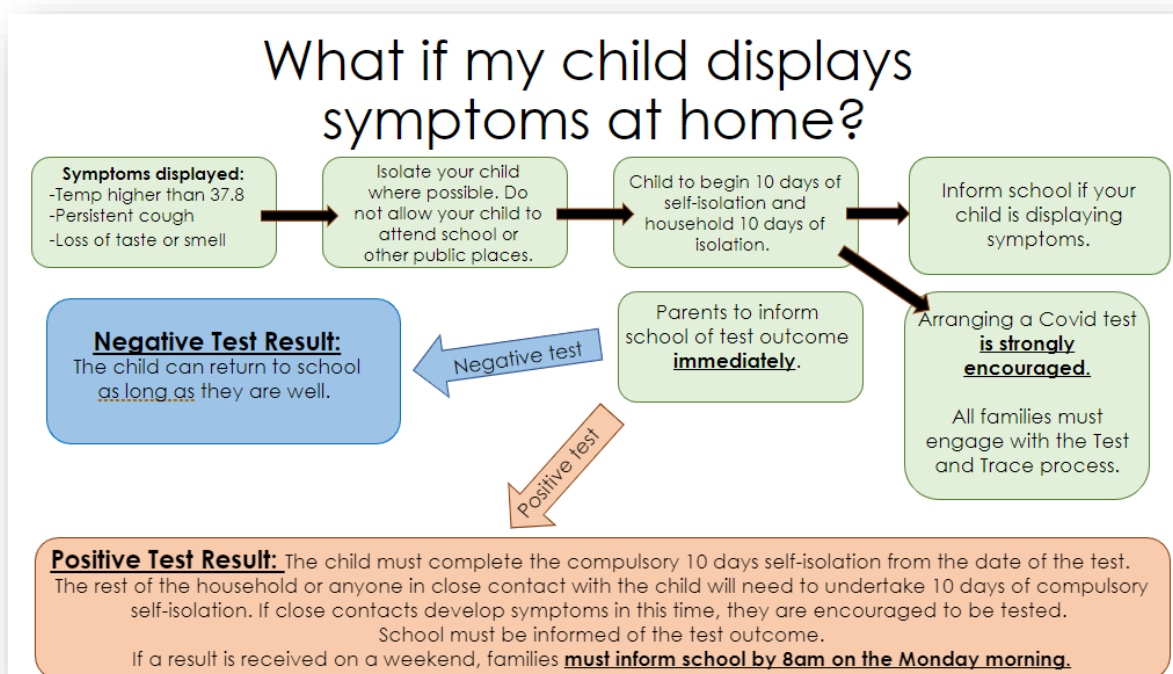 What if my child displays
symptoms at home?
Symptoms displayed:
-Temp higher than 37.8
-Persistent cough
-Loss of taste or smell
Isolate your child
where possible. Do
not allow your child to
attend school or
other public places.
Child to begin 10 days of
self-isolation and
household 10 days of
isolation.
Inform school if your
child is displaying
symptoms.
Arranging a Covid test
is strongly
encouraged.
All families must
engage with the Test
and Trace process.
Parents to inform
school of test outcome
immediately.
Negative test
Negative Test Result:
The child can return to school
as long as they are well.
Positive test
Positive Test Result: The child must complete the compulsory 10 days self-isolation from the date of the test.
The rest of the household or anyone in close contact with the child will need to undertake 10 days of compulsory
self-isolation. If close contacts develop symptoms in this time, they are encouraged to be tested.
School must be informed of the test outcome.
If a result is received on a weekend, families must inform school by 8am on the Monday morning.